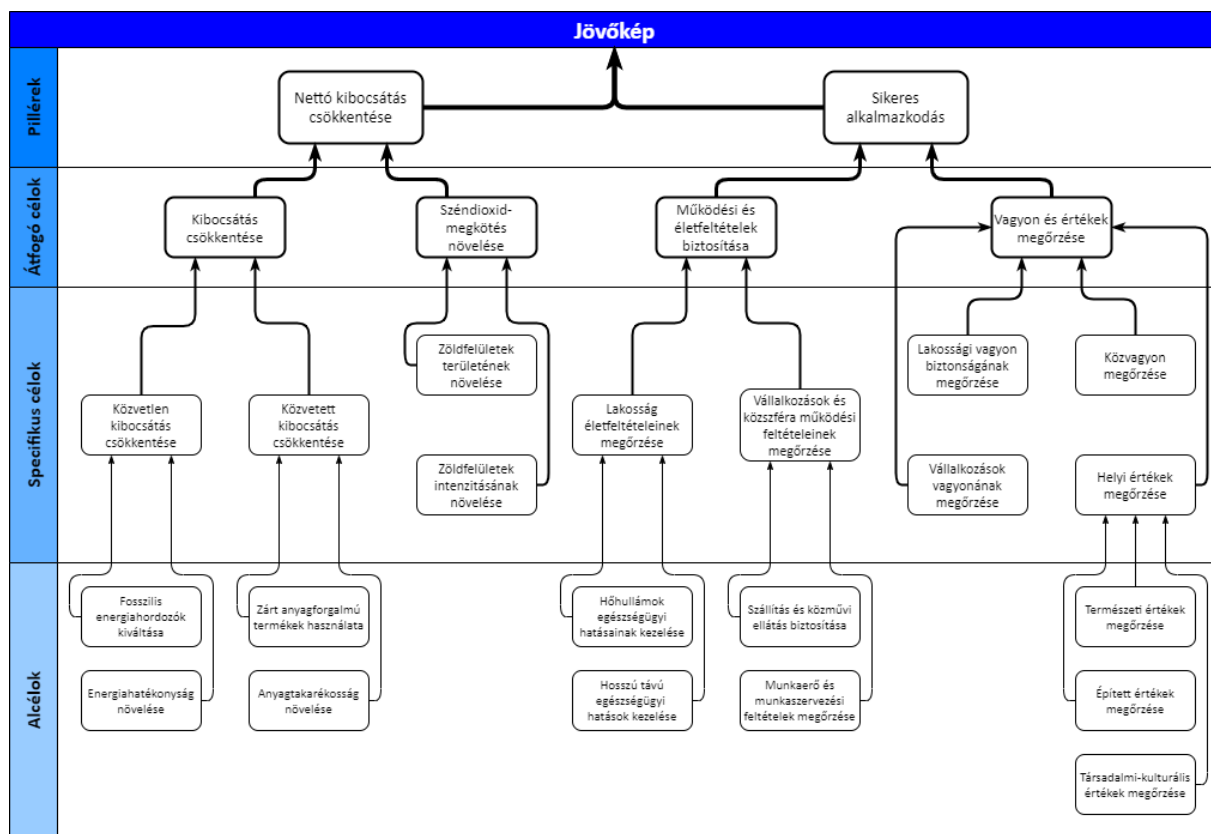 Jövőkép
Pillérek
Nettó kibocsátás
csökkentése
Sikeres
alkalmazkodás
Átfogó célok
Kibocsátás
csökkentése
Széndioxid-
megkötés
növelése
Működési és
életfeltételek
biztosítása
Vagyon és értékek
megőrzése
Specifikus célok
Zöldfelületek
területének
növelése
Lakossági vagyon
biztonságának
megőrzése
Közvagyon
megőrzése
Közvetlen
kibocsátás
csökkentése
Közvetett
kibocsátás
csökkentése
Lakosság
életfeltételeinek
megőrzése
Vállalkozások és
közszféra működési
feltételeinek
megőrzése
Zöldfelületek
intenzitásának
növelése
Vállalkozások
vagyonának
megőrzése
Helyi értékek
megőrzése
Alcélok
Fosszilis
energiahordozók
kiváltása
Zárt anyagforgalmú
termékek használata
Hőhullámok
egészségügyi
hatásainak kezelése
Szállítás és közművi
ellátás biztosítása
Természeti értékek
megőrzése
Energiahatékonyság
növelése
Anyagtakarékosság
növelése
Hosszú távú
egészségügyi
hatások kezelése
Munkaerő és
munkaszervezési
feltételek megőrzése
Épített értékek
megőrzése
Társadalmi-kulturális
értékek megőrzése